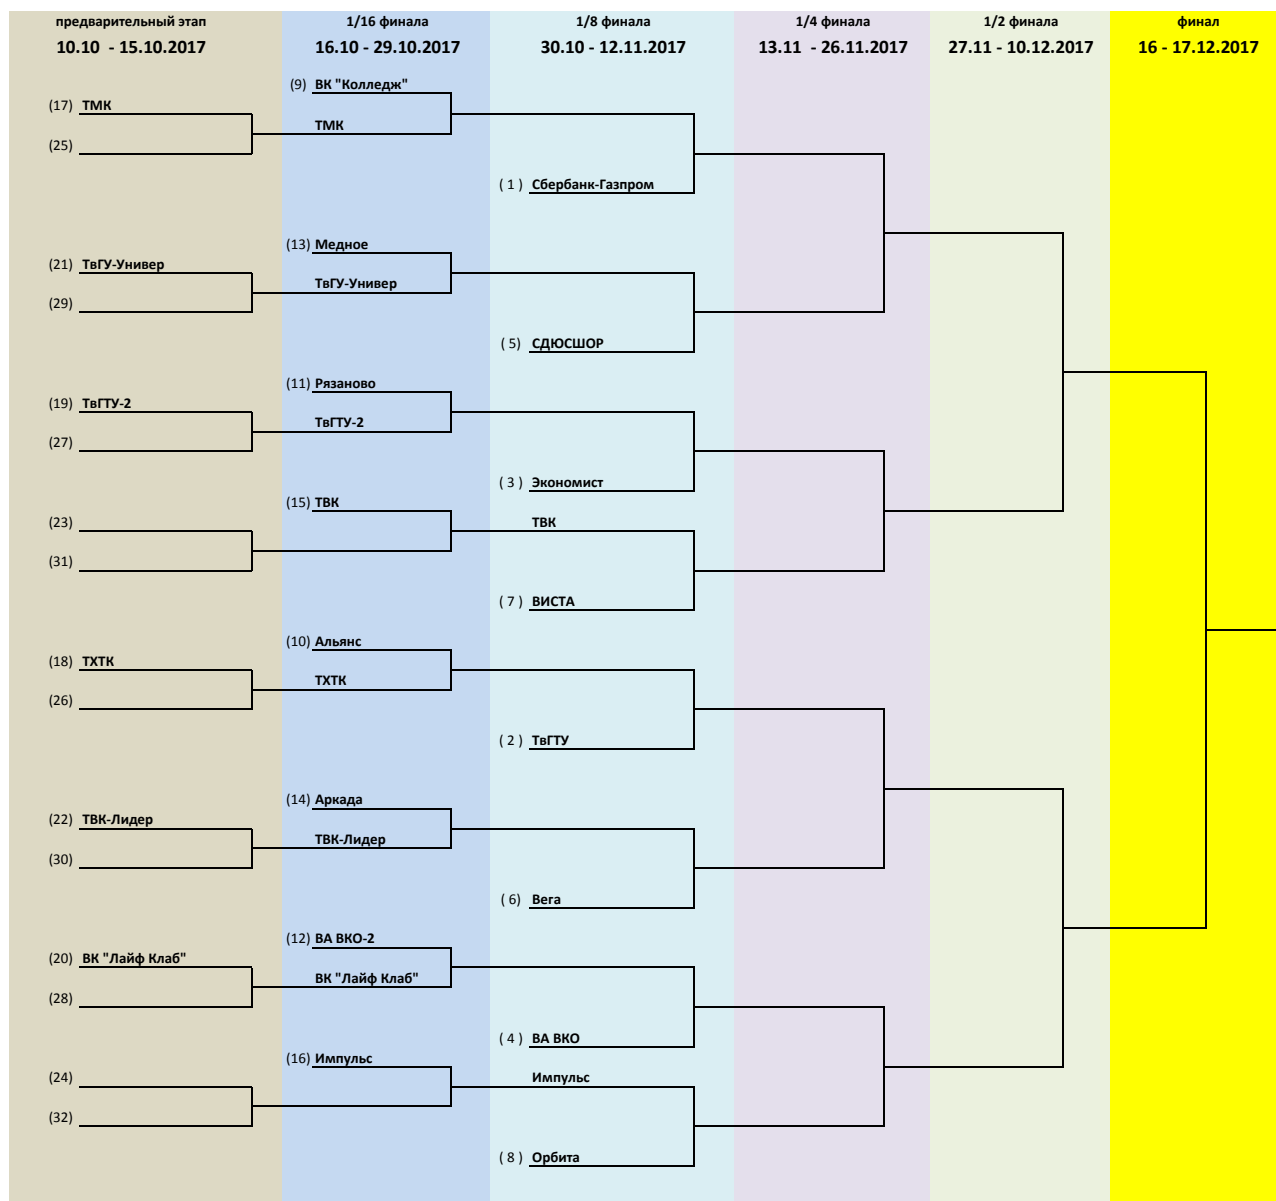 предварительный этап
10.10 - 15.10.2017
1/16 финала
16.10 - 29.10.2017
1/8 финала
30.10 - 12.11.2017
1/4 финала
13.11 - 26.11.2017
1/2 финала
27.11 - 10.12.2017
финал
16 - 17.12.2017
(9) ВК "Колледж"
(17) ТМК
ТМК
(25)
( 1 ) Сбербанк-Газпром
(13) Медное
(21) ТвГУ-Универ
ТвГУ-Универ
(29)
( 5) СДЮСШОР
(11) Рязаново
(19) ТвГТУ-2
ТвГТУ-2
(27)
( 3 ) Экономист
(15) ТВК
(23)
ТВК
(31)
( 7 ) ВИСТА
(10) Альянс
(18) ТХТК
ТХТК
(26)
( 2 ) ТвГТУ
(14) Аркада
(22) ТВК-Лидер
ТВК-Лидер
(30)
( 6) Вега
(12) ВА ВКО-2
(20) ВК "Лайф Клаб"
ВК "Лайф Клаб"
(28)
( 4 ) ВА ВКО
(16) Импульс
(24)
Импульс
(32)
( 8 ) Орбита